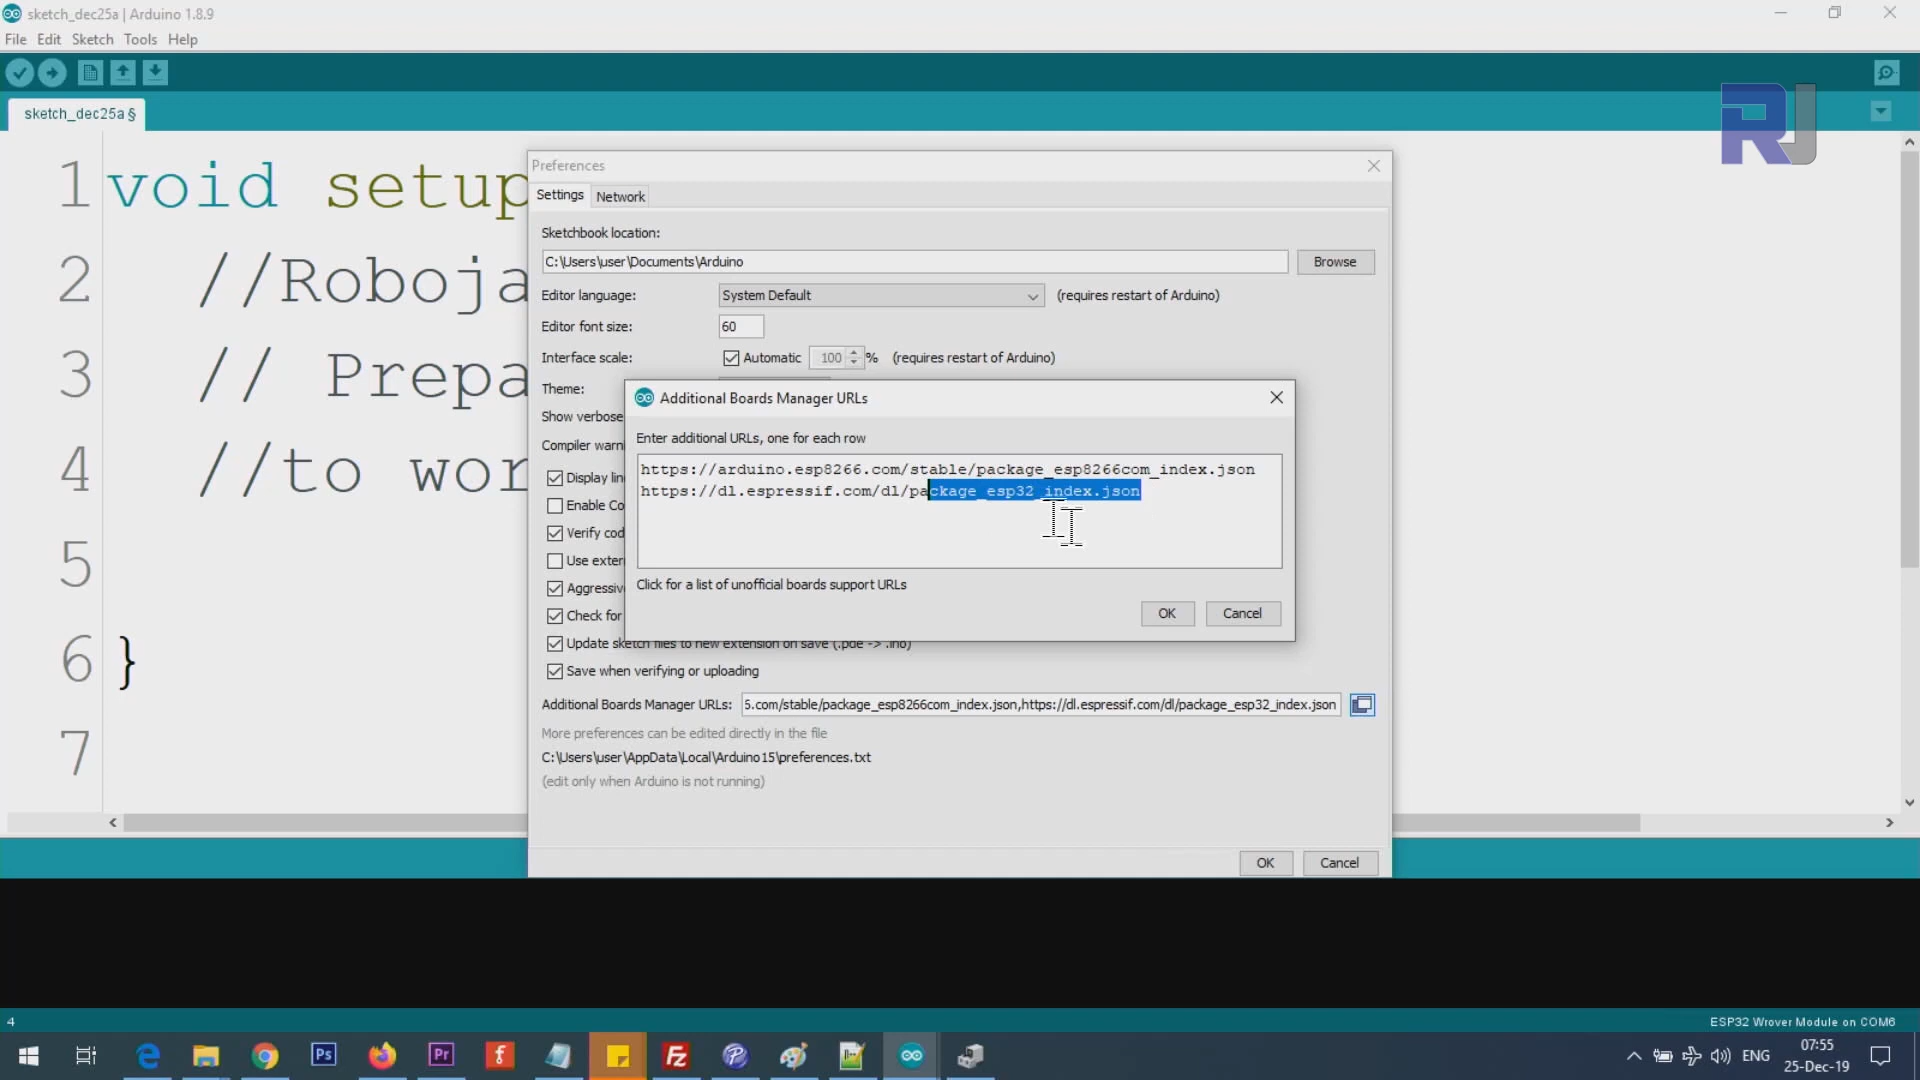 sketch_dec25a | Arduino 1.8.9
File Edit Sketch Tools Help
sketch_dec25a §
RJ
1 void setup
2 //Roboja
3 // Prepa
4 //to wor
5
6 }
7
Preferences
Settings Network
Sketchbook location:
C:\Users\user\Documents\Arduino
Browse
Editor language: System Default (requires restart of Arduino)
Editor font size: 60
Interface scale: Automatic 100 % (requires restart of Arduino)
Theme:
Show verbose
Compiler warni
Display line
Enable Co
Verify cod
Use exter
Aggressive
Check for
Update sketch files to new extension on save (.pde -> .ino)
Save when verifying or uploading
Additional Boards Manager URLs: 5.com/stable/package_esp8266com_index.json,https://dl.espressif.com/dl/package_esp32_index.json
More preferences can be edited directly in the file
C:\Users\user\AppData\Local\Arduino15\preferences.txt
(edit only when Arduino is not running)
OK Cancel
Additional Boards Manager URLs
Enter additional URLs, one for each row
https://arduino.esp8266.com/stable/package_esp8266com_index.json
https://dl.espressif.com/dl/package_esp32_index.json
Click for a list of unofficial boards support URLs
OK Cancel
4
ESP32 Wrover Module on COM6
Ps
Pr
f
Fz
ENG
07:55
25-Dec-19